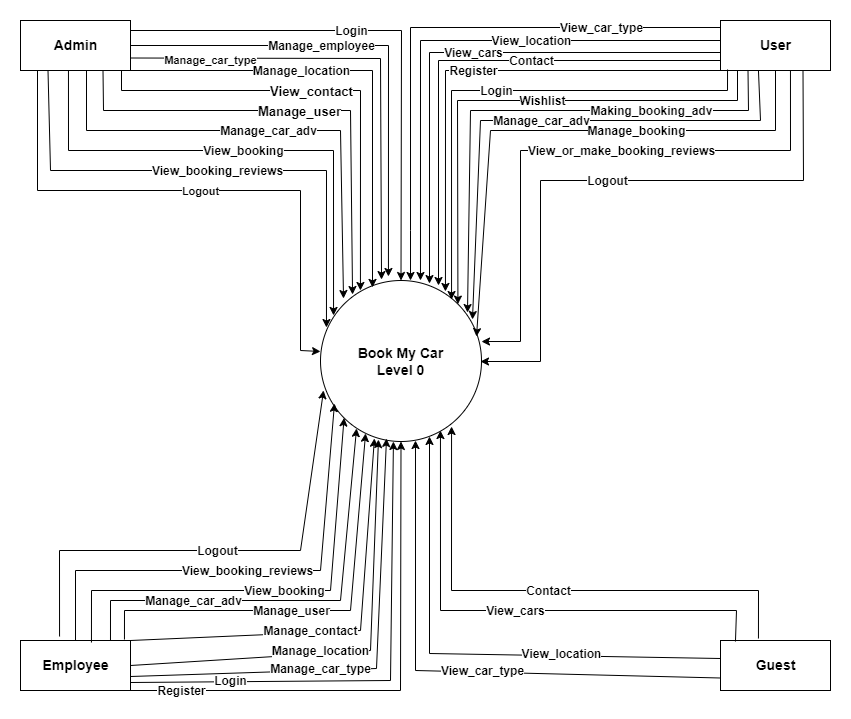 Admin
Login
Manage_employee
Manage_car_type
Manage_location
View_contact
Manage_user
Manage_car_adv
View_booking
View_booking_reviews
Logout
User
View_car_type
View_location
View_cars
Contact
Register
Login
Wishlist
Making_booking_adv
Manage_car_adv
Manage_booking
View_or_make_booking_reviews
Logout
Book My Car
Level 0
Logout
View_booking_reviews
View_booking
Manage_car_adv
Manage_user
Manage_contact
Manage_location
Manage_car_type
Login
Register
Employee
Contact
View_cars
View_location
View_car_type
Guest